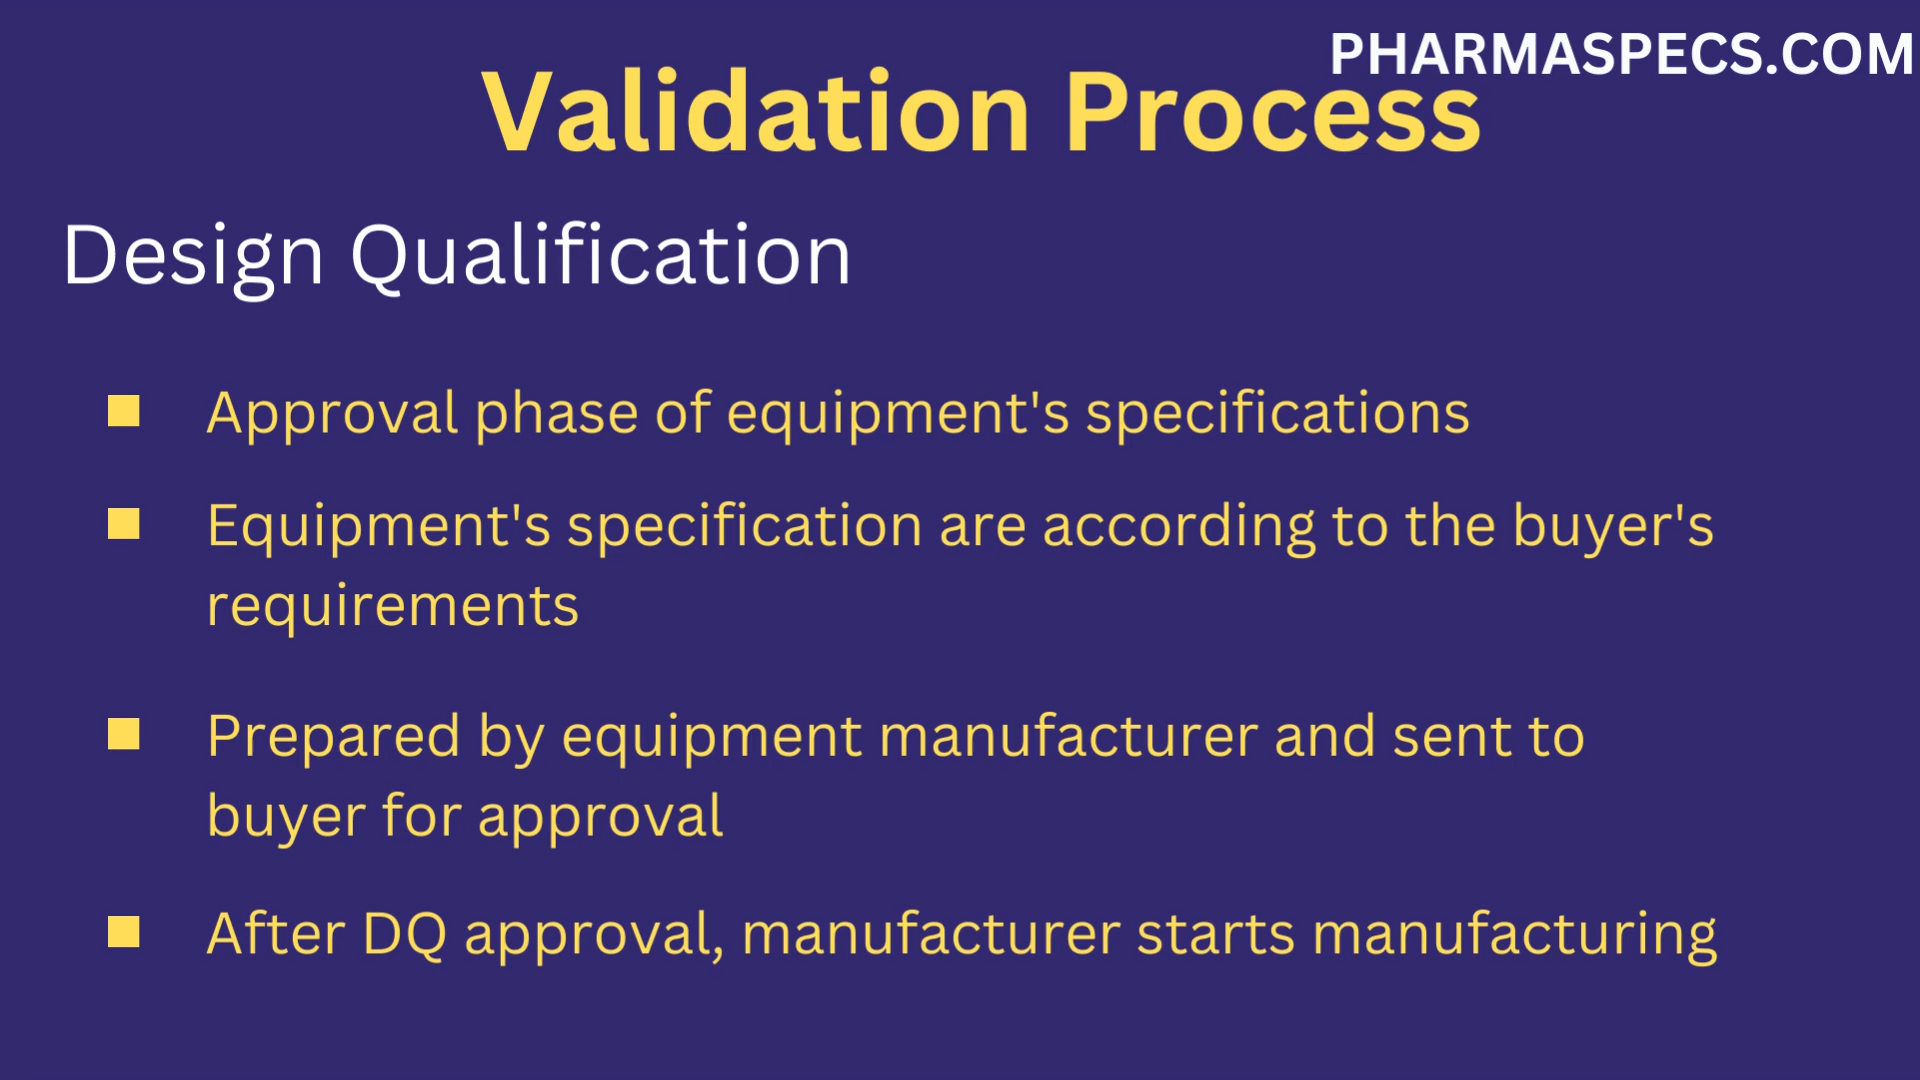 PHARMASPECS.COM
Validation Process
Design Qualification
Approval phase of equipment's specifications
Equipment's specification are according to the buyer's
requirements
Prepared by equipment manufacturer and sent to
buyer for approval
After DQ approval, manufacturer starts manufacturing